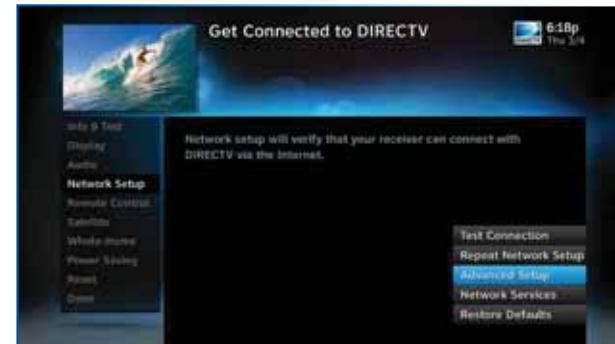 Get Connected to DIRECTV
6:18p
Thu 3/4
Info & Test
Display
Audio
Network Setup
Remote Control
Satellite
Whole-Home
Power Saving
Reset
Done
Network setup will verify that your receiver can connect with
DIRECTV via the Internet.
Test Connection
Repeat Network Setup
Advanced Setup
Network Services
Restore Defaults